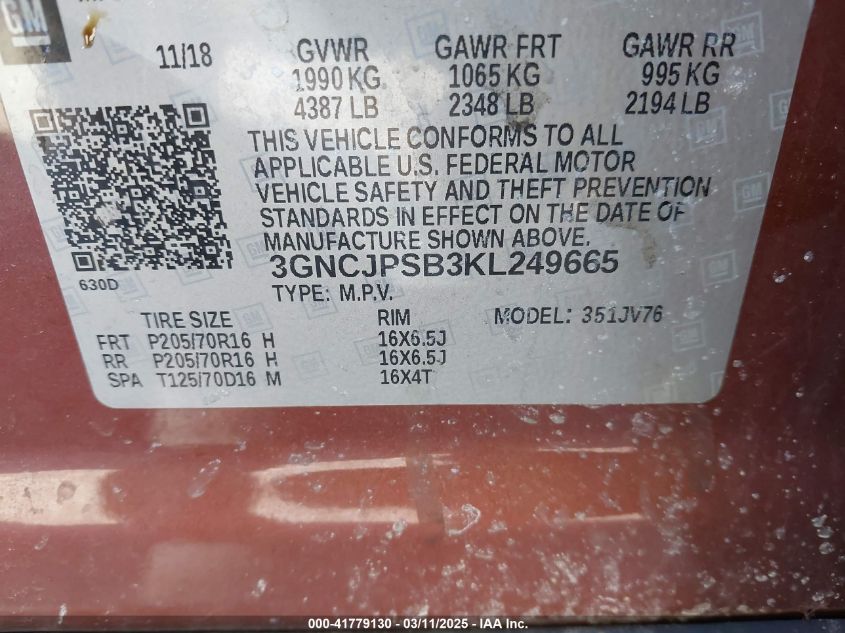 GM
11/18 GVWR GAWR FRT GAWR RR
1990 KG 1065 KG 995 KG
4387 LB 2348 LB 2194 LB
THIS VEHICLE CONFORMS TO ALL
APPLICABLE U.S. FEDERAL MOTOR
VEHICLE SAFETY AND THEFT PREVENTION
STANDARDS IN EFFECT ON THE DATE OF
MANUFACTURE SHOWN ABOVE.
3GNCJPSB3KL249665
630D
TYPE: M.P.V.
TIRE SIZE RIM MODEL: 351JV76
FRT P205/70R16 H 16X6.5J
RR P205/70R16 H 16X6.5J
SPA T125/70D16 M 16X4T
000-41779130 - 03/11/2025 - IAA Inc.